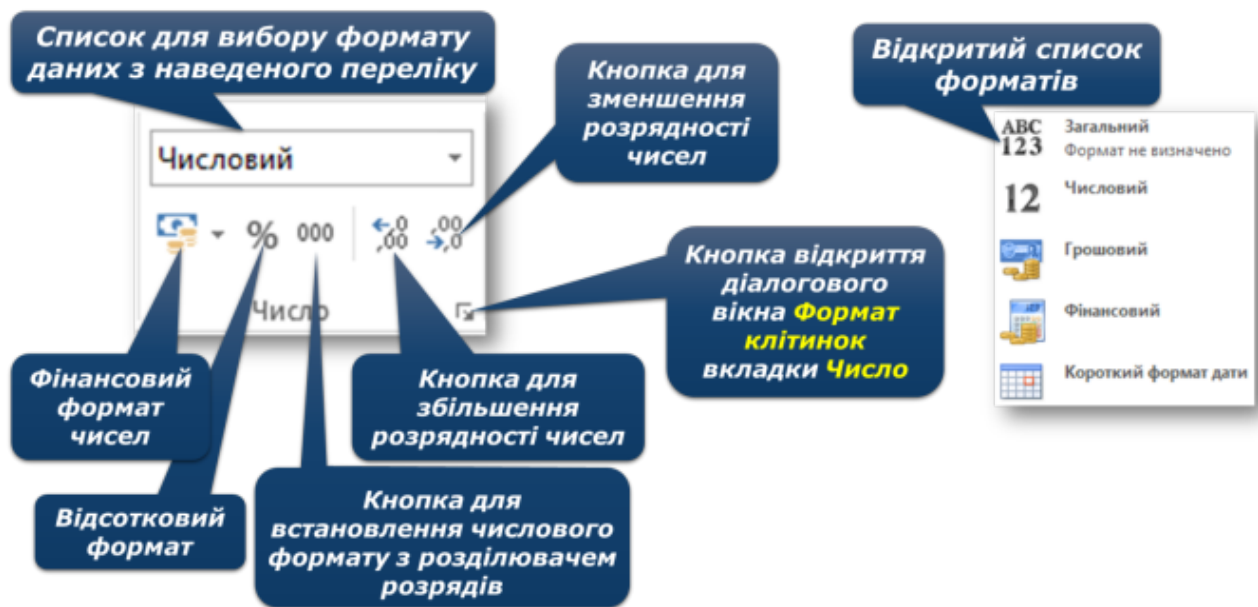 Список для вибору формату
даних з наведеного переліку
Кнопка для
зменшення
розрядності
чисел
Відкритий список
форматів
Числовий
% 000 ←,0 ,00
,00 →,0
Число
ABC
123
Загальний
Формат не визначено
12
Числовий
Грошовий
Фінансовий
Короткий формат дати
Кнопка відкриття
діалогового
вікна Формат
клітинок
вкладки Число
Фінансовий
формат
чисел
Кнопка для
збільшення
розрядності чисел
Відсотковий
формат
Кнопка для
встановлення числового
формату з розділювачем
розрядів